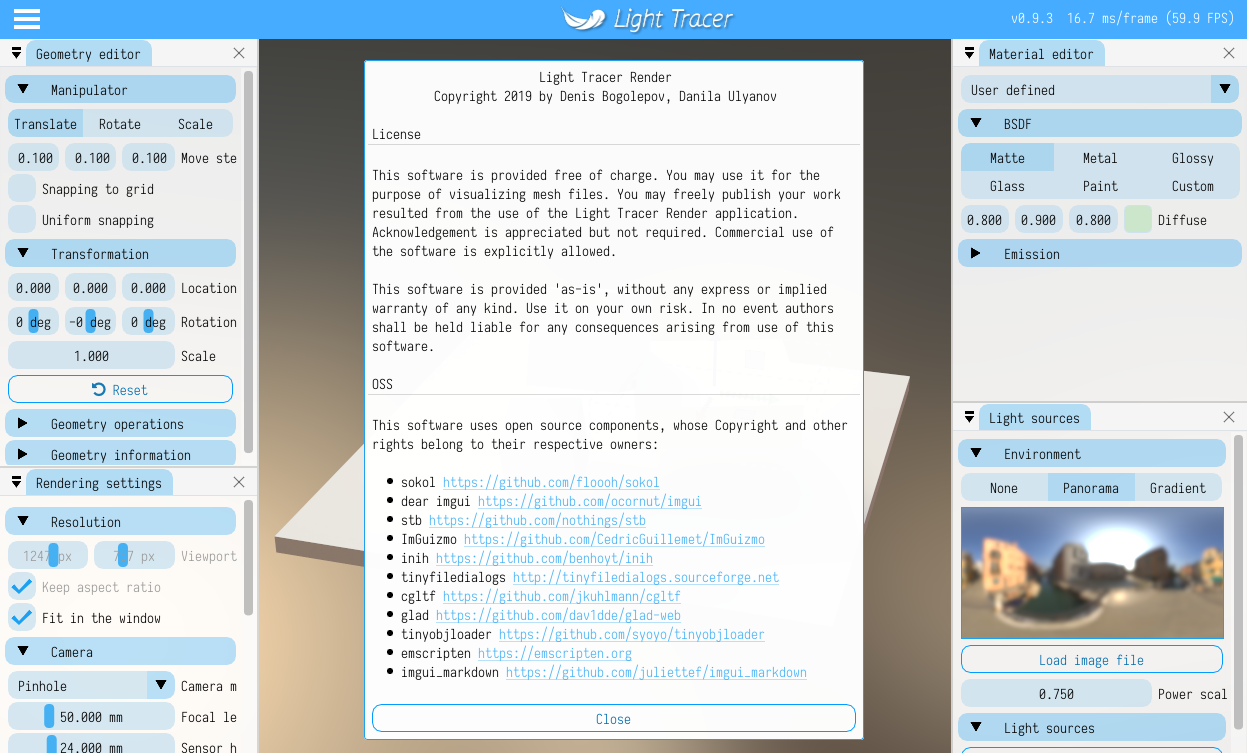 Light Tracer
v0.9.3 16.7 ms/frame (59.9 FPS)
Geometry editor
Manipulator
Translate Rotate Scale
0.100 0.100 0.100 Move ste
Snapping to grid
Uniform snapping
Transformation
0.000 0.000 0.000 Location
0 deg -0 deg 0 deg Rotation
1.000 Scale
Reset
Geometry operations
Geometry information
Rendering settings
Resolution
px px Viewport
Keep aspect ratio
Fit in the window
Camera
Pinhole Camera m
50.000 mm Focal le
24.000 mm Sensor h
Light Tracer Render
Copyright 2019 by Denis Bogolepov, Danila Ulyanov
License
This software is provided free of charge. You may use it for the
purpose of visualizing mesh files. You may freely publish your work
resulted from the use of the Light Tracer Render application.
Acknowledgement is appreciated but not required. Commercial use of
the software is explicitly allowed.
This software is provided 'as-is', without any express or implied
warranty of any kind. Use it on your own risk. In no event authors
shall be held liable for any consequences arising from use of this
software.
OSS
This software uses open source components, whose Copyright and other
rights belong to their respective owners:
sokol https://github.com/floooh/sokol
dear imgui https://github.com/ocornut/imgui
stb https://github.com/nothings/stb
ImGuizmo https://github.com/CedricGuillemet/ImGuizmo
inih https://github.com/benhoyt/inih
tinyfiledialogs http://tinyfiledialogs.sourceforge.net
cgltf https://github.com/jkuhlmann/cgltf
glad https://github.com/dav1dde/glad-web
tinyobjloader https://github.com/syoyo/tinyobjloader
emscripten https://emscripten.org
imgui_markdown https://github.com/juliettef/imgui_markdown
Close
Material editor
User defined
BSDF
Matte Metal Glossy
Glass Paint Custom
0.800 0.900 0.800 Diffuse
Emission
Light sources
Environment
None Panorama Gradient
Load image file
0.750 Power scal
Light sources